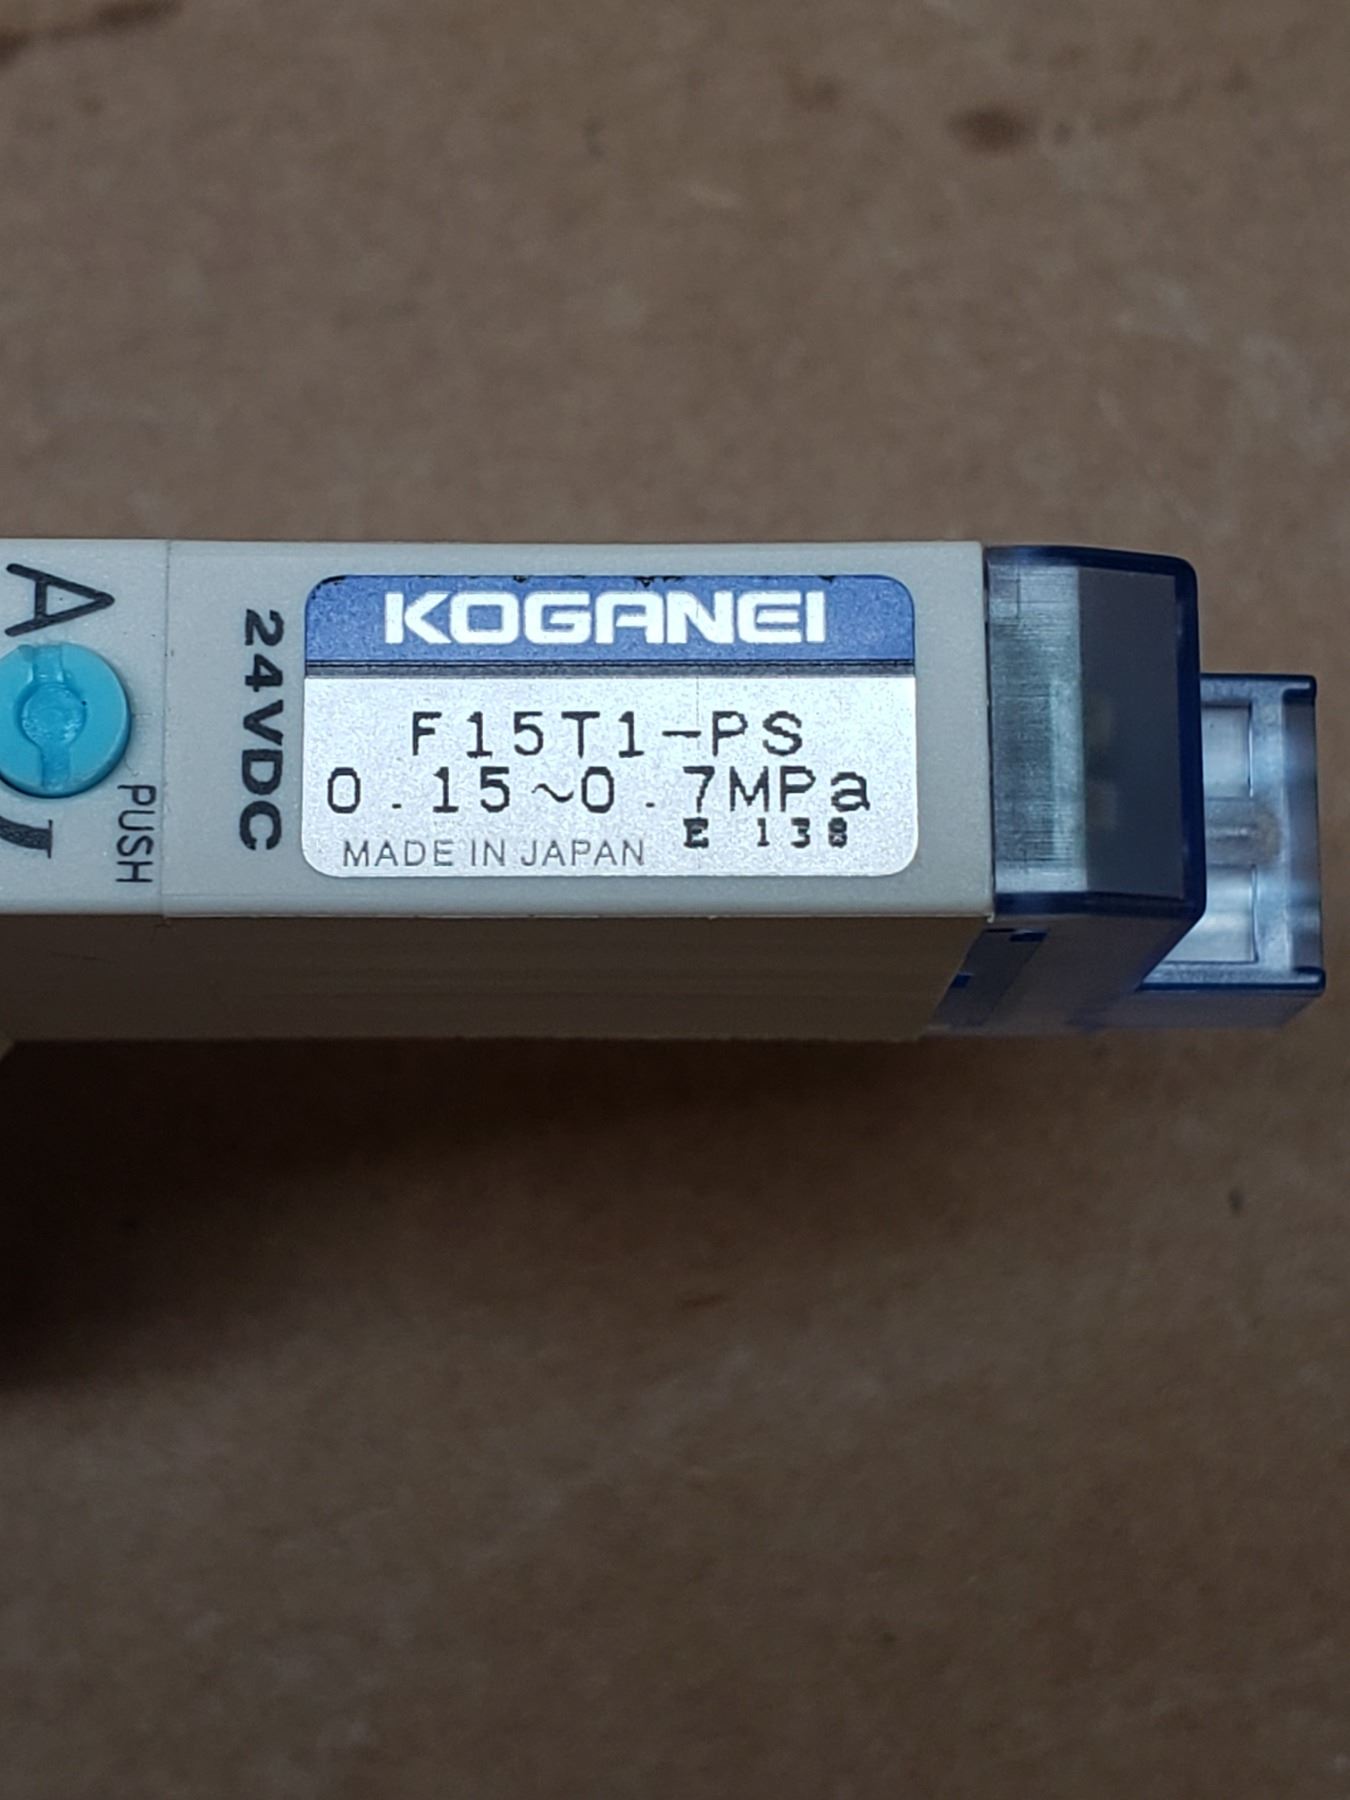 A
PUSH
24VDC
KOGANEI
F15T1-PS
0.15~0.7MPa
MADE IN JAPAN
E 138